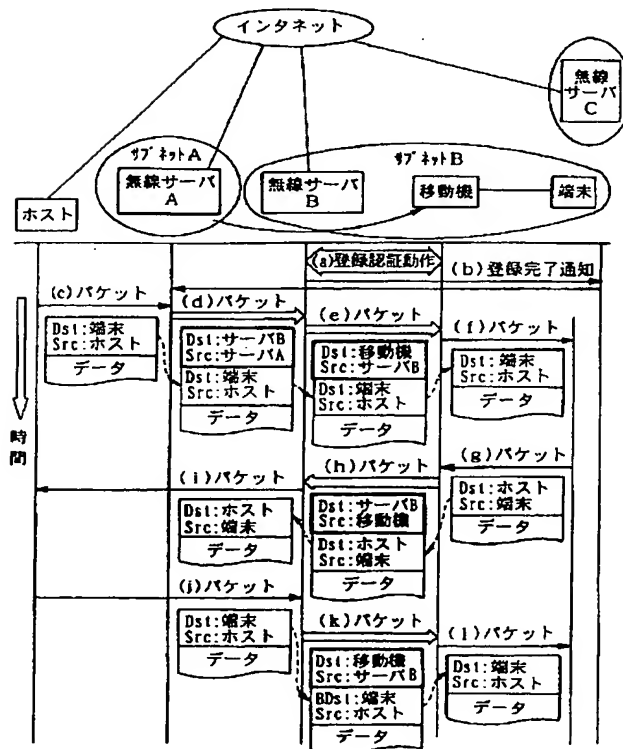 インタネット
無線
サーバ
C
サブネットA
無線サーバ
A
サブネットB
無線サーバ
B
移動機
端末
ホスト
(a)登録認証動作
(b)登録完了通知
(c)パケット
Dst:端末
Src:ホスト
データ
(d)パケット
Dst:サーバB
Src:サーバA
Dst:端末
Src:ホスト
データ
(e)パケット
Dst:移動機
Src:サーバB
Dst:端末
Src:ホスト
データ
(f)パケット
Dst:端末
Src:ホスト
データ
時間
(g)パケット
Dst:ホスト
Src:端末
データ
(h)パケット
Dst:サーバB
Src:移動機
Dst:ホスト
Src:端末
データ
(i)パケット
Dst:ホスト
Src:端末
データ
(j)パケット
Dst:端末
Src:ホスト
データ
(k)パケット
Dst:移動機
Src:サーバB
BDst:端末
Src:ホスト
データ
(l)パケット
Dst:端末
Src:ホスト
データ